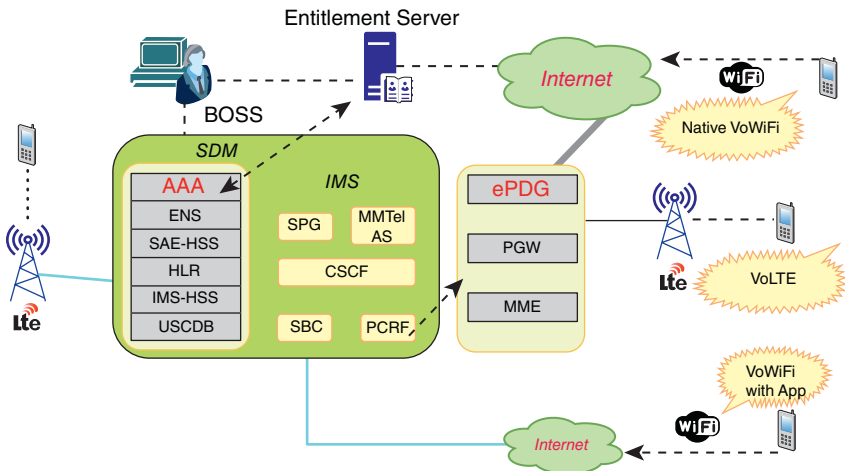 Entitlement Server
Internet
WiFi
Native VoWiFi
BOSS
SDM
AAA
ENS
SAE-HSS
HLR
IMS-HSS
USCDB
IMS
SPG
MMTel
AS
CSCF
SBC
PCRF
ePDG
PGW
MME
Lte
Lte
VoLTE
VoWiFi
with App
WiFi
Internet